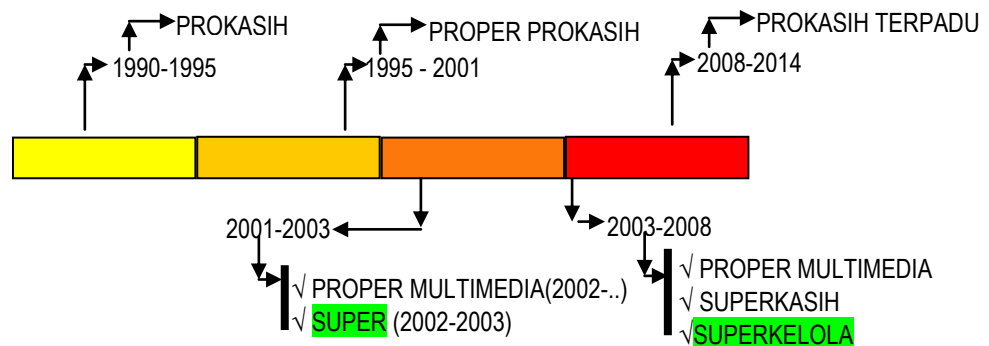 PROKASIH
1990-1995
PROPER PROKASIH
1995 - 2001
PROKASIH TERPADU
2008-2014
2001-2003
√ PROPER MULTIMEDIA(2002-..)
√ SUPER (2002-2003)
2003-2008
√ PROPER MULTIMEDIA
√ SUPERKASIH
√SUPERKELOLA